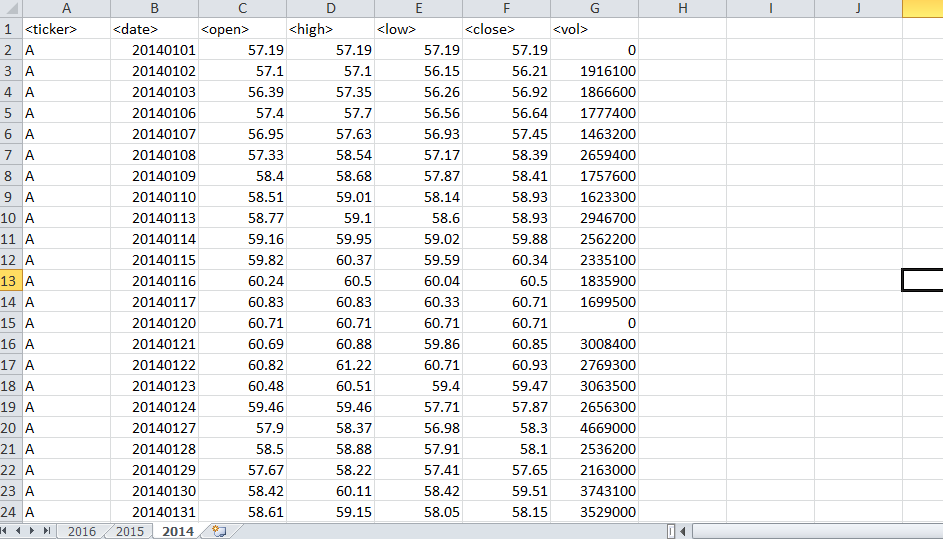 A B C D E F G H I J
1 <ticker> <date> <open> <high> <low> <close> <vol>
2 A 20140101 57.19 57.19 57.19 57.19 0
3 A 20140102 57.1 57.1 56.15 56.21 1916100
4 A 20140103 56.39 57.35 56.26 56.92 1866600
5 A 20140106 57.4 57.7 56.56 56.64 1777400
6 A 20140107 56.95 57.63 56.93 57.45 1463200
7 A 20140108 57.33 58.54 57.17 58.39 2659400
8 A 20140109 58.4 58.68 57.87 58.41 1757600
9 A 20140110 58.51 59.01 58.14 58.93 1623300
10 A 20140113 58.77 59.1 58.6 58.93 2946700
11 A 20140114 59.16 59.95 59.02 59.88 2562200
12 A 20140115 59.82 60.37 59.59 60.34 2335100
13 A 20140116 60.24 60.5 60.04 60.5 1835900
14 A 20140117 60.83 60.83 60.33 60.71 1699500
15 A 20140120 60.71 60.71 60.71 60.71 0
16 A 20140121 60.69 60.88 59.86 60.85 3008400
17 A 20140122 60.82 61.22 60.71 60.93 2769300
18 A 20140123 60.48 60.51 59.4 59.47 3063500
19 A 20140124 59.46 59.46 57.71 57.87 2656300
20 A 20140127 57.9 58.37 56.98 58.3 4669000
21 A 20140128 58.5 58.88 57.91 58.1 2536200
22 A 20140129 57.67 58.22 57.41 57.65 2163000
23 A 20140130 58.42 60.11 58.42 59.51 3743100
24 A 20140131 58.61 59.15 58.05 58.15 3529000
2016 2015 2014